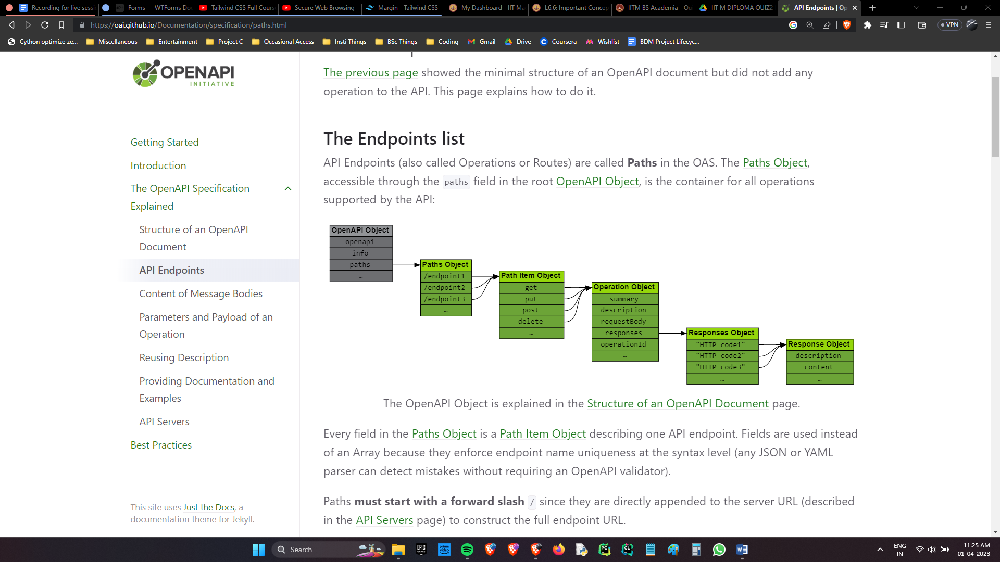 Recording for live sessi
Forms — WTForms Do
Tailwind CSS Full Cours
Secure Web Browsing -
Margin - Tailwind CSS
My Dashboard - IIT Ma
L6.6: Important Concep
IITM BS Academia - Qu
IIT M DIPLOMA QUIZ2
API Endpoints | Op
https://oai.github.io/Documentation/specification/paths.html
VPN
Cython optimize ze...
Miscellaneous
Entertainment
Project C
Occasional Access
Insti Things
BSc Things
Coding
Gmail
Drive
Coursera
Wishlist
BDM Project Lifecyc...
OPENAPI
INITIATIVE
Getting Started
Introduction
The OpenAPI Specification
Explained
Structure of an OpenAPI
Document
API Endpoints
Content of Message Bodies
Parameters and Payload of an
Operation
Reusing Description
Providing Documentation and
Examples
API Servers
Best Practices
This site uses Just the Docs, a
documentation theme for Jekyll.
The previous page showed the minimal structure of an OpenAPI document but did not add any
operation to the API. This page explains how to do it.
The Endpoints list
API Endpoints (also called Operations or Routes) are called Paths in the OAS. The Paths Object,
accessible through the paths field in the root OpenAPI Object, is the container for all operations
supported by the API:
OpenAPI Object
openapi
info
paths
...
Paths Object
/endpoint1
/endpoint2
/endpoint3
...
Path Item Object
get
put
post
delete
...
Operation Object
summary
description
requestBody
responses
operationId
...
Responses Object
"HTTP code1"
"HTTP code2"
"HTTP code3"
...
Response Object
description
content
...
The OpenAPI Object is explained in the Structure of an OpenAPI Document page.
Every field in the Paths Object is a Path Item Object describing one API endpoint. Fields are used instead
of an Array because they enforce endpoint name uniqueness at the syntax level (any JSON or YAML
parser can detect mistakes without requiring an OpenAPI validator).
Paths must start with a forward slash / since they are directly appended to the server URL (described
in the API Servers page) to construct the full endpoint URL.
Search
EPIC GAMES
prime video
PC
CL
ENG
IN
11:25 AM
01-04-2023